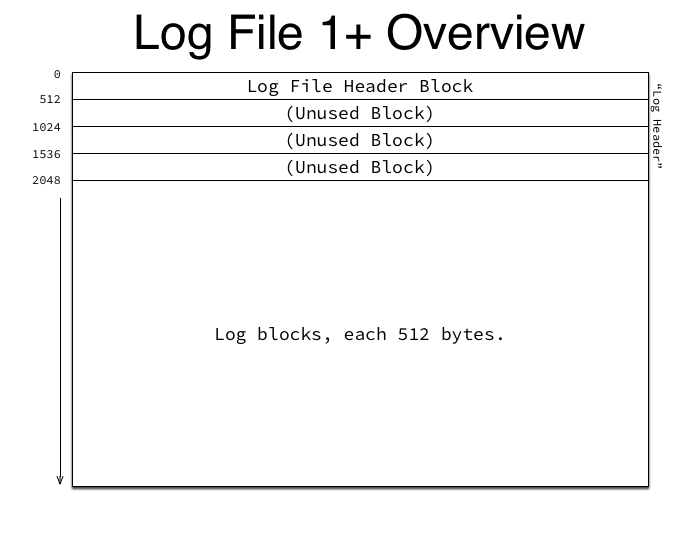 Log File 1+ Overview
0
Log File Header Block
512
(Unused Block)
1024
(Unused Block)
1536
(Unused Block)
2048
“Log Header”
Log blocks, each 512 bytes.